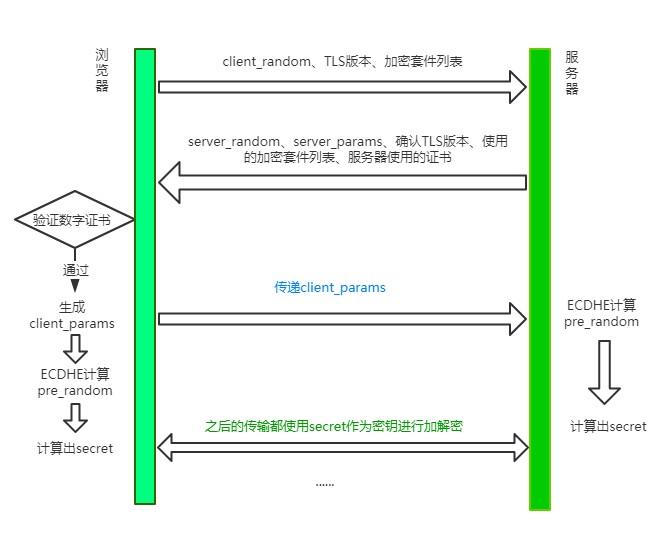 浏览器
服务器
client_random、TLS版本、加密套件列表
server_random、server_params、确认TLS版本、使用
的加密套件列表、服务器使用的证书
验证数字证书
通过
生成
client_params
传递client_params
ECDHE计算
pre_random
ECDHE计算
pre_random
计算出secret
之后的传输都使用secret作为密钥进行加解密
计算出secret
......